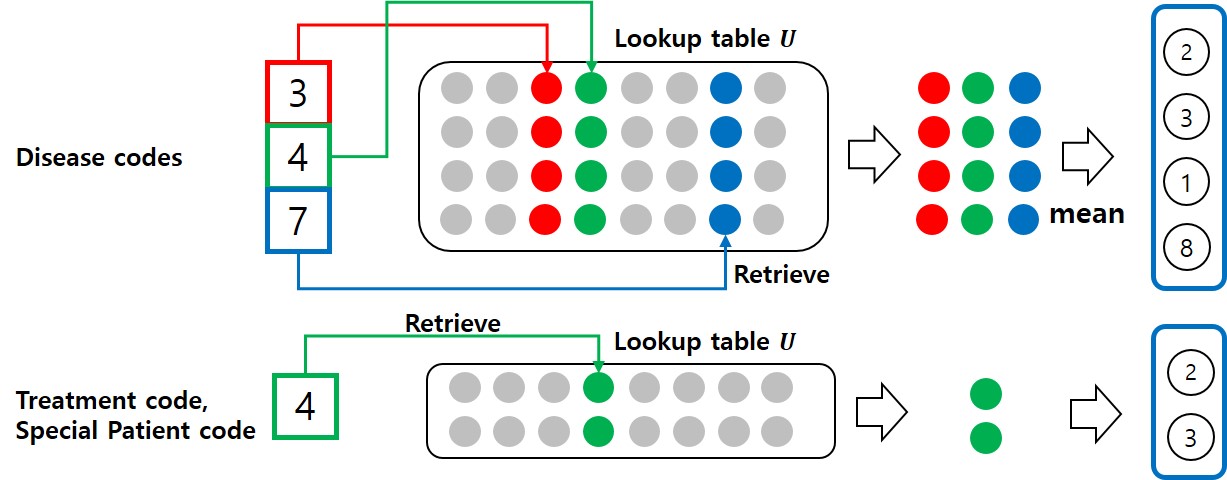 Lookup table U
3
Disease codes
4
7
mean
Retrieve
2
3
1
8
Retrieve
Lookup table U
Treatment code,
Special Patient code
4
2
3